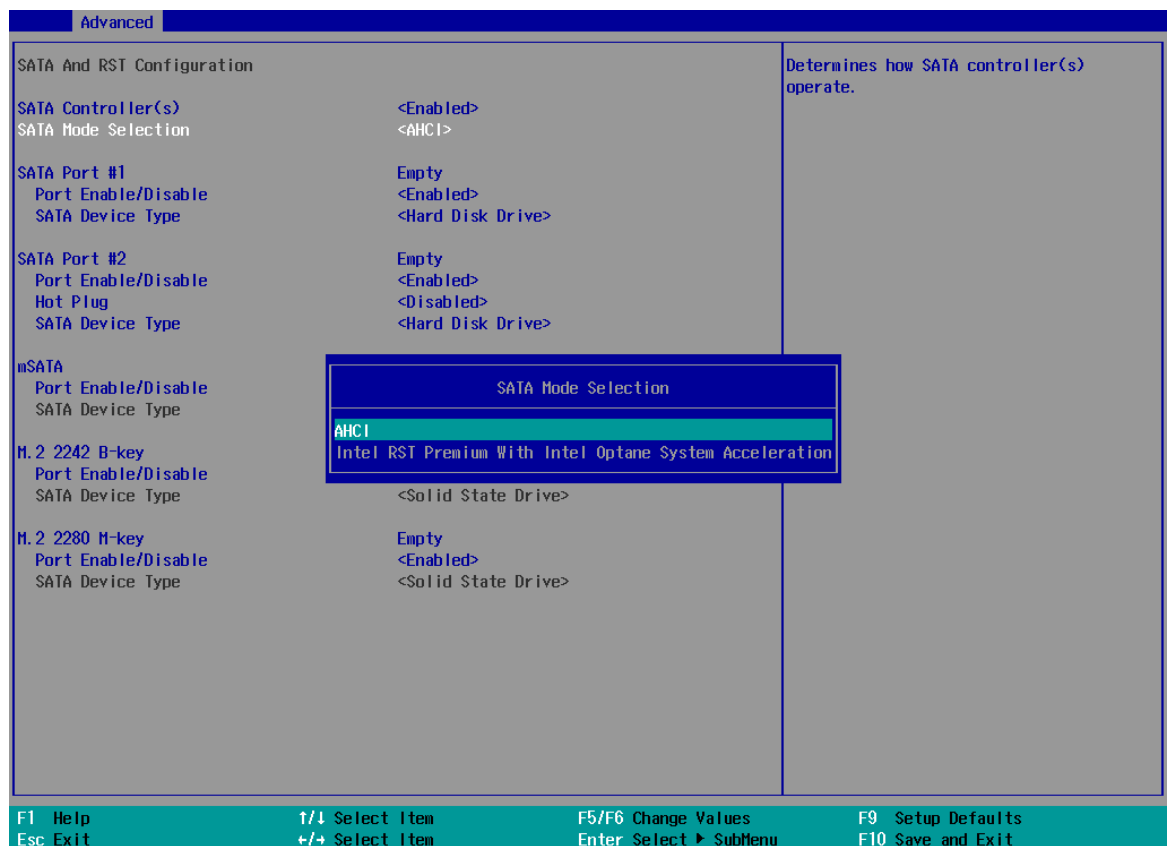 Advanced
SATA And RST Configuration
Determines how SATA controller(s)
operate.
SATA Controller(s) <Enabled>
SATA Mode Selection <AHCI>
SATA Port #1 Empty
Port Enable/Disable <Enabled>
SATA Device Type <Hard Disk Drive>
SATA Port #2 Empty
Port Enable/Disable <Enabled>
Hot Plug <Disabled>
SATA Device Type <Hard Disk Drive>
mSATA
Port Enable/Disable
SATA Device Type
M.2 2242 B-key
Port Enable/Disable
SATA Device Type <Solid State Drive>
SATA Mode Selection
AHCI
Intel RST Premium With Intel Optane System Acceleration
M.2 2280 M-key Empty
Port Enable/Disable <Enabled>
SATA Device Type <Solid State Drive>
F1 Help ↑/↓ Select Item F5/F6 Change Values F9 Setup Defaults
Esc Exit ←/→ Select Item Enter Select ▶ SubMenu F10 Save and Exit